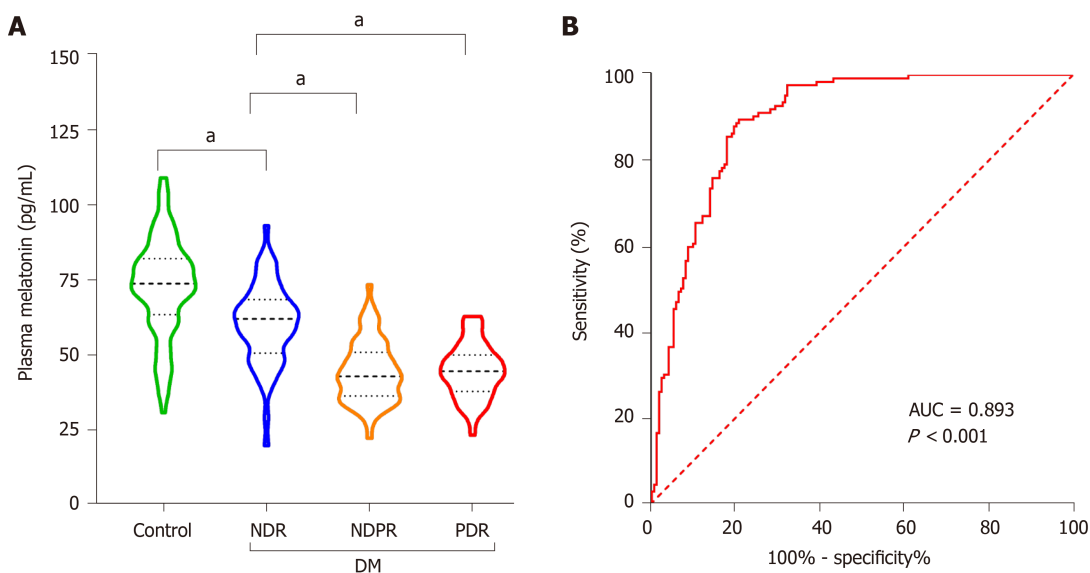 A
a
a
a
150
125
100
75
50
25
0
Plasma melatonin (pg/mL)
Control NDR NDPR PDR
DM
B
100
80
60
40
20
0
Sensitivity (%)
AUC = 0.893
P < 0.001
0 20 40 60 80 100
100% - specificity%